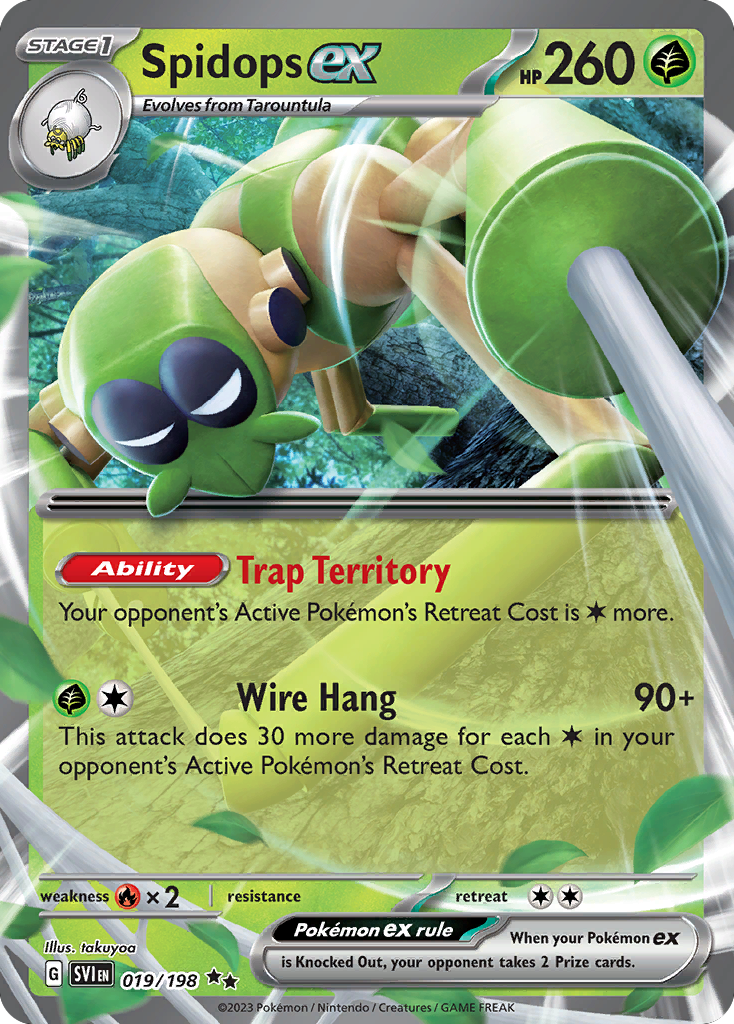 STAGE 1
Spidops ex
HP 260
Evolves from Tarountula
Ability Trap Territory
Your opponent's Active Pokémon's Retreat Cost is more.
Wire Hang 90+
This attack does 30 more damage for each in your
opponent's Active Pokémon's Retreat Cost.
weakness ×2 resistance retreat
Illus. takuyoa
Pokémon ex rule
When your Pokémon ex
is Knocked Out, your opponent takes 2 Prize cards.
G SVI EN 019/198 ★★
©2023 Pokémon / Nintendo / Creatures / GAME FREAK